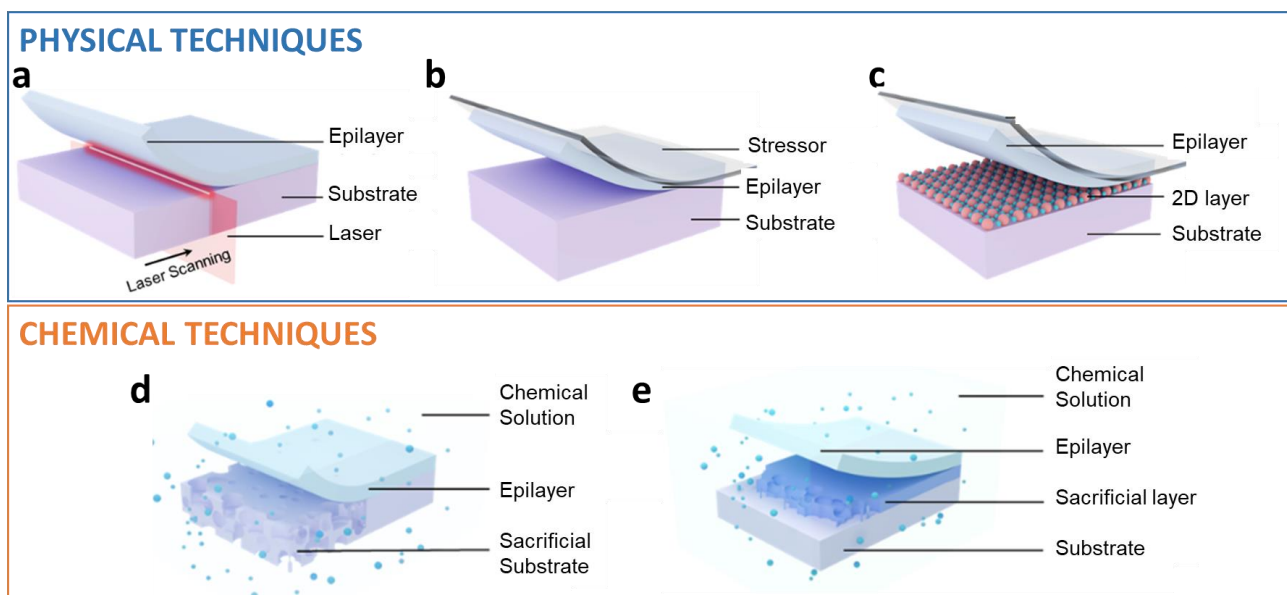 PHYSICAL TECHNIQUES
a
Epilayer
Substrate
Laser
Laser Scanning
b
Stressor
Epilayer
Substrate
c
Epilayer
2D layer
Substrate
CHEMICAL TECHNIQUES
d
Chemical
Solution
Epilayer
Sacrificial
Substrate
e
Chemical
Solution
Epilayer
Sacrificial layer
Substrate